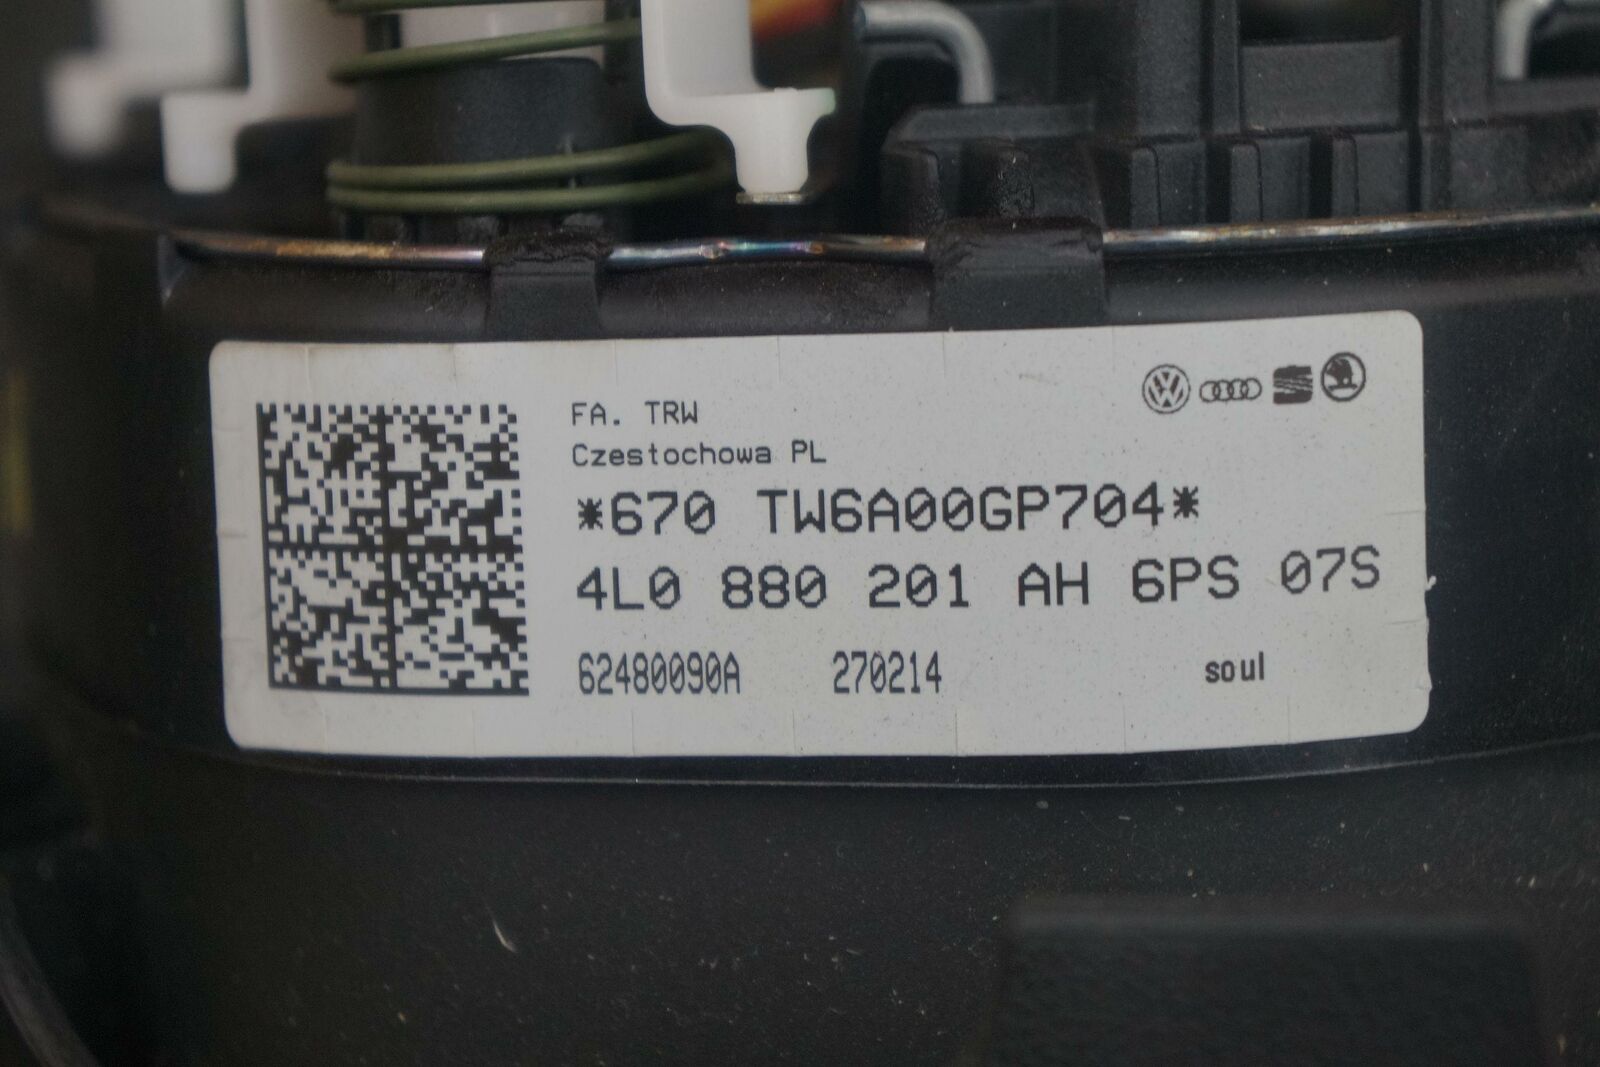 FA. TRW
Czestochowa PL
*670 TW6A00GP704*
4L0 880 201 AH 6PS 07S
62480090A 270214 soul